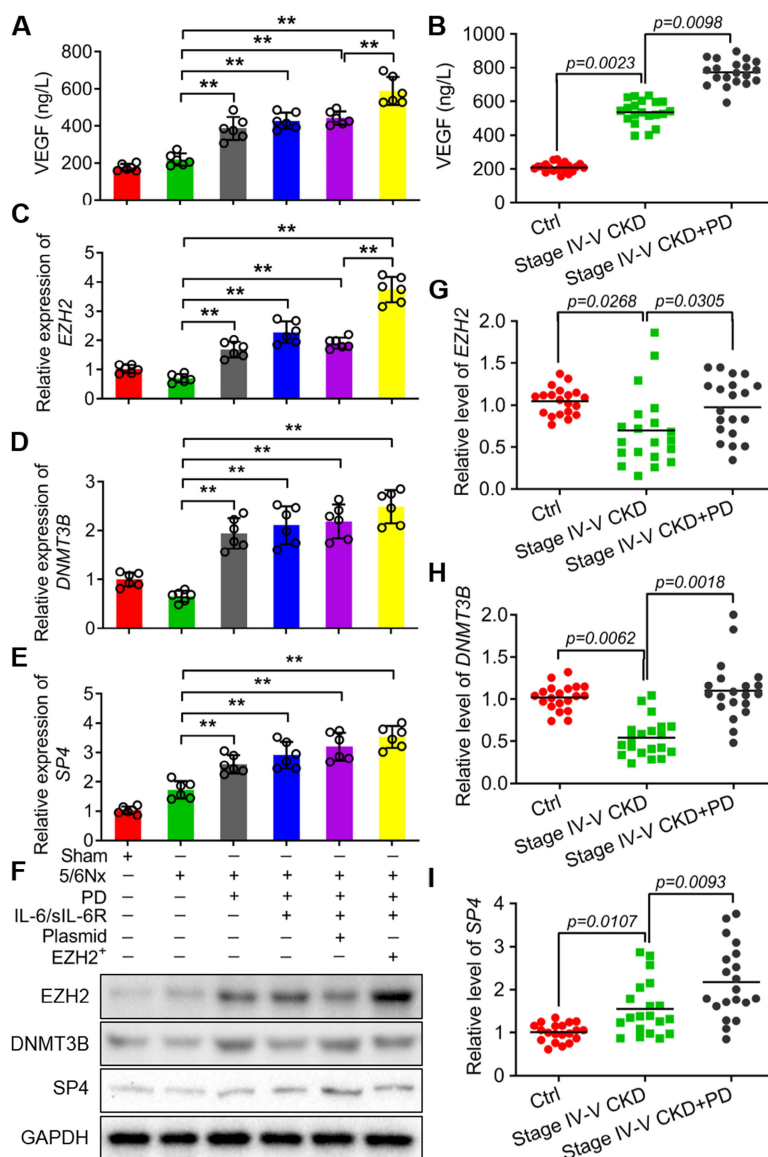 A
VEGF (ng/L)
800
600
400
200
0
**
**
**
**
**
B
VEGF (ng/L)
1000
800
600
400
200
0
p=0.0023
p=0.0098
Ctrl
Stage IV-V CKD
Stage IV-V CKD+PD
C
Relative expression of
EZH2
5
4
3
2
1
0
**
**
**
**
**
G
Relative level of EZH2
2.0
1.5
1.0
0.5
0.0
p=0.0268
p=0.0305
Ctrl
Stage IV-V CKD
Stage IV-V CKD+PD
D
Relative expression of
DNMT3B
3
2
1
0
**
**
**
**
H
Relative level of DNMT3B
2.0
1.5
1.0
0.5
0.0
p=0.0062
p=0.0018
Ctrl
Stage IV-V CKD
Stage IV-V CKD+PD
E
Relative expression of
SP4
5
4
3
2
1
0
**
**
**
**
F
Sham + – – – – –
5/6Nx – + + + + +
PD – – + + + +
IL-6/sIL-6R – – – + + +
Plasmid – – – – + –
EZH2+ – – – – – +
EZH2
DNMT3B
SP4
GAPDH
I
Relative level of SP4
4
3
2
1
0
p=0.0107
p=0.0093
Ctrl
Stage IV-V CKD
Stage IV-V CKD+PD